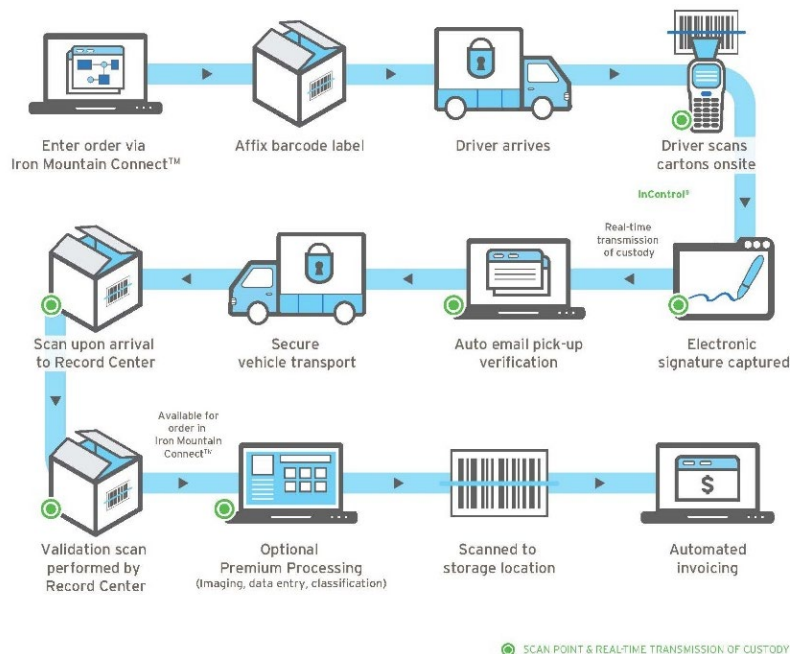 Enter order via
Iron Mountain Connect™
Affix barcode label
Driver arrives
Driver scans
cartons onsite
InControl®
Real-time
transmission
of custody
Electronic
signature captured
Auto email pick-up
verification
Secure
vehicle transport
Scan upon arrival
to Record Center
Validation scan
performed by
Record Center
Available for
order in
Iron Mountain
Connect™
Optional
Premium Processing
(Imaging, data entry, classification)
Scanned to
storage location
$
Automated
invoicing
SCAN POINT & REAL-TIME TRANSMISSION OF CUSTODY